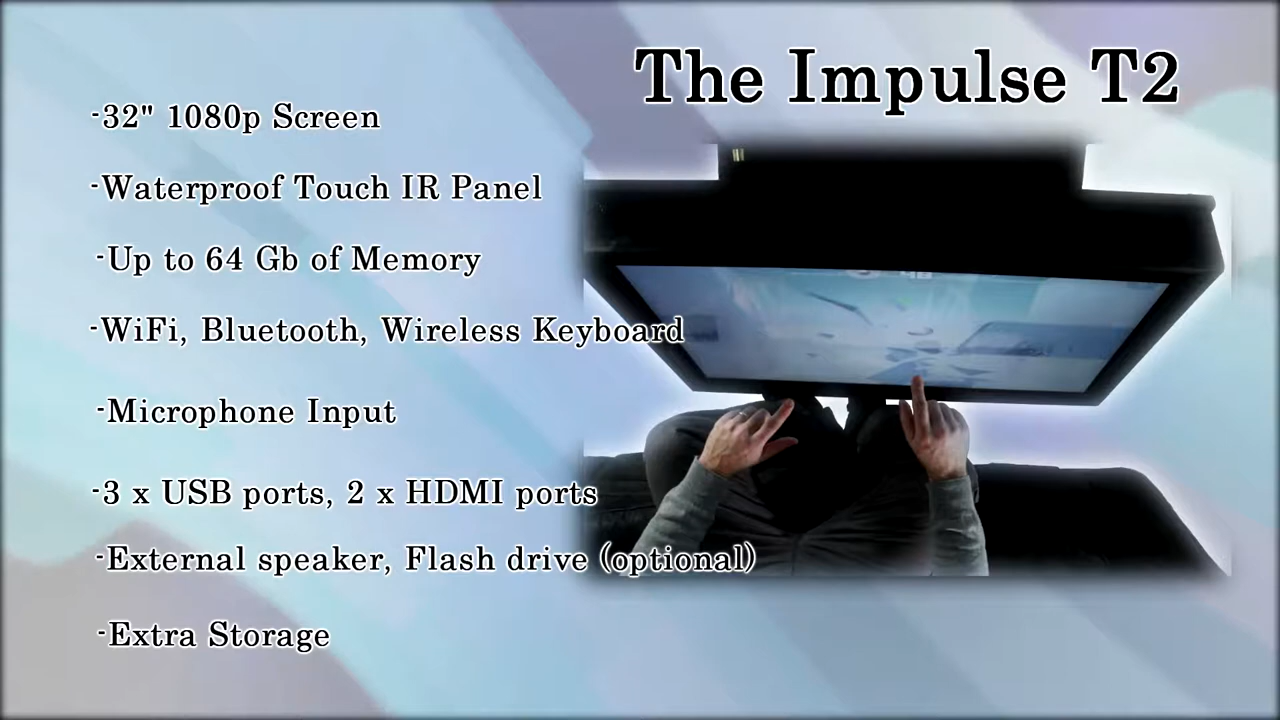 The Impulse T2
-32" 1080p Screen
-Waterproof Touch IR Panel
-Up to 64 Gb of Memory
-WiFi, Bluetooth, Wireless Keyboard
-Microphone Input
-3 x USB ports, 2 x HDMI ports
-External speaker, Flash drive (optional)
-Extra Storage